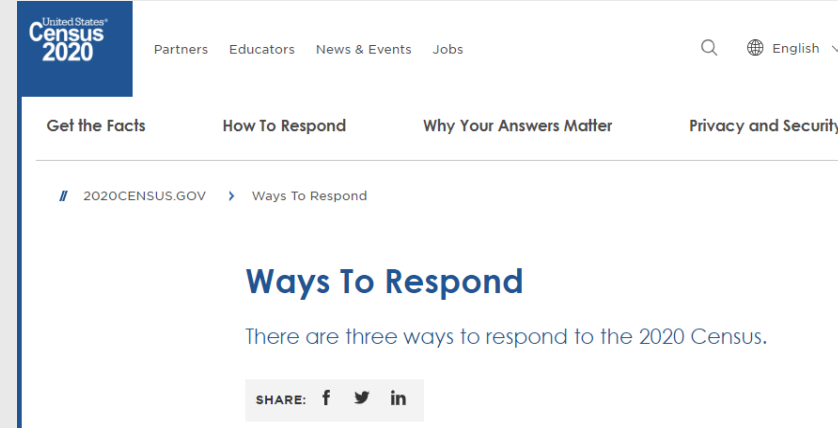 United States®
Census
2020
Partners Educators News & Events Jobs
English
Get the Facts How To Respond Why Your Answers Matter Privacy and Security
// 2020CENSUS.GOV > Ways To Respond
Ways To Respond
There are three ways to respond to the 2020 Census.
SHARE: f in